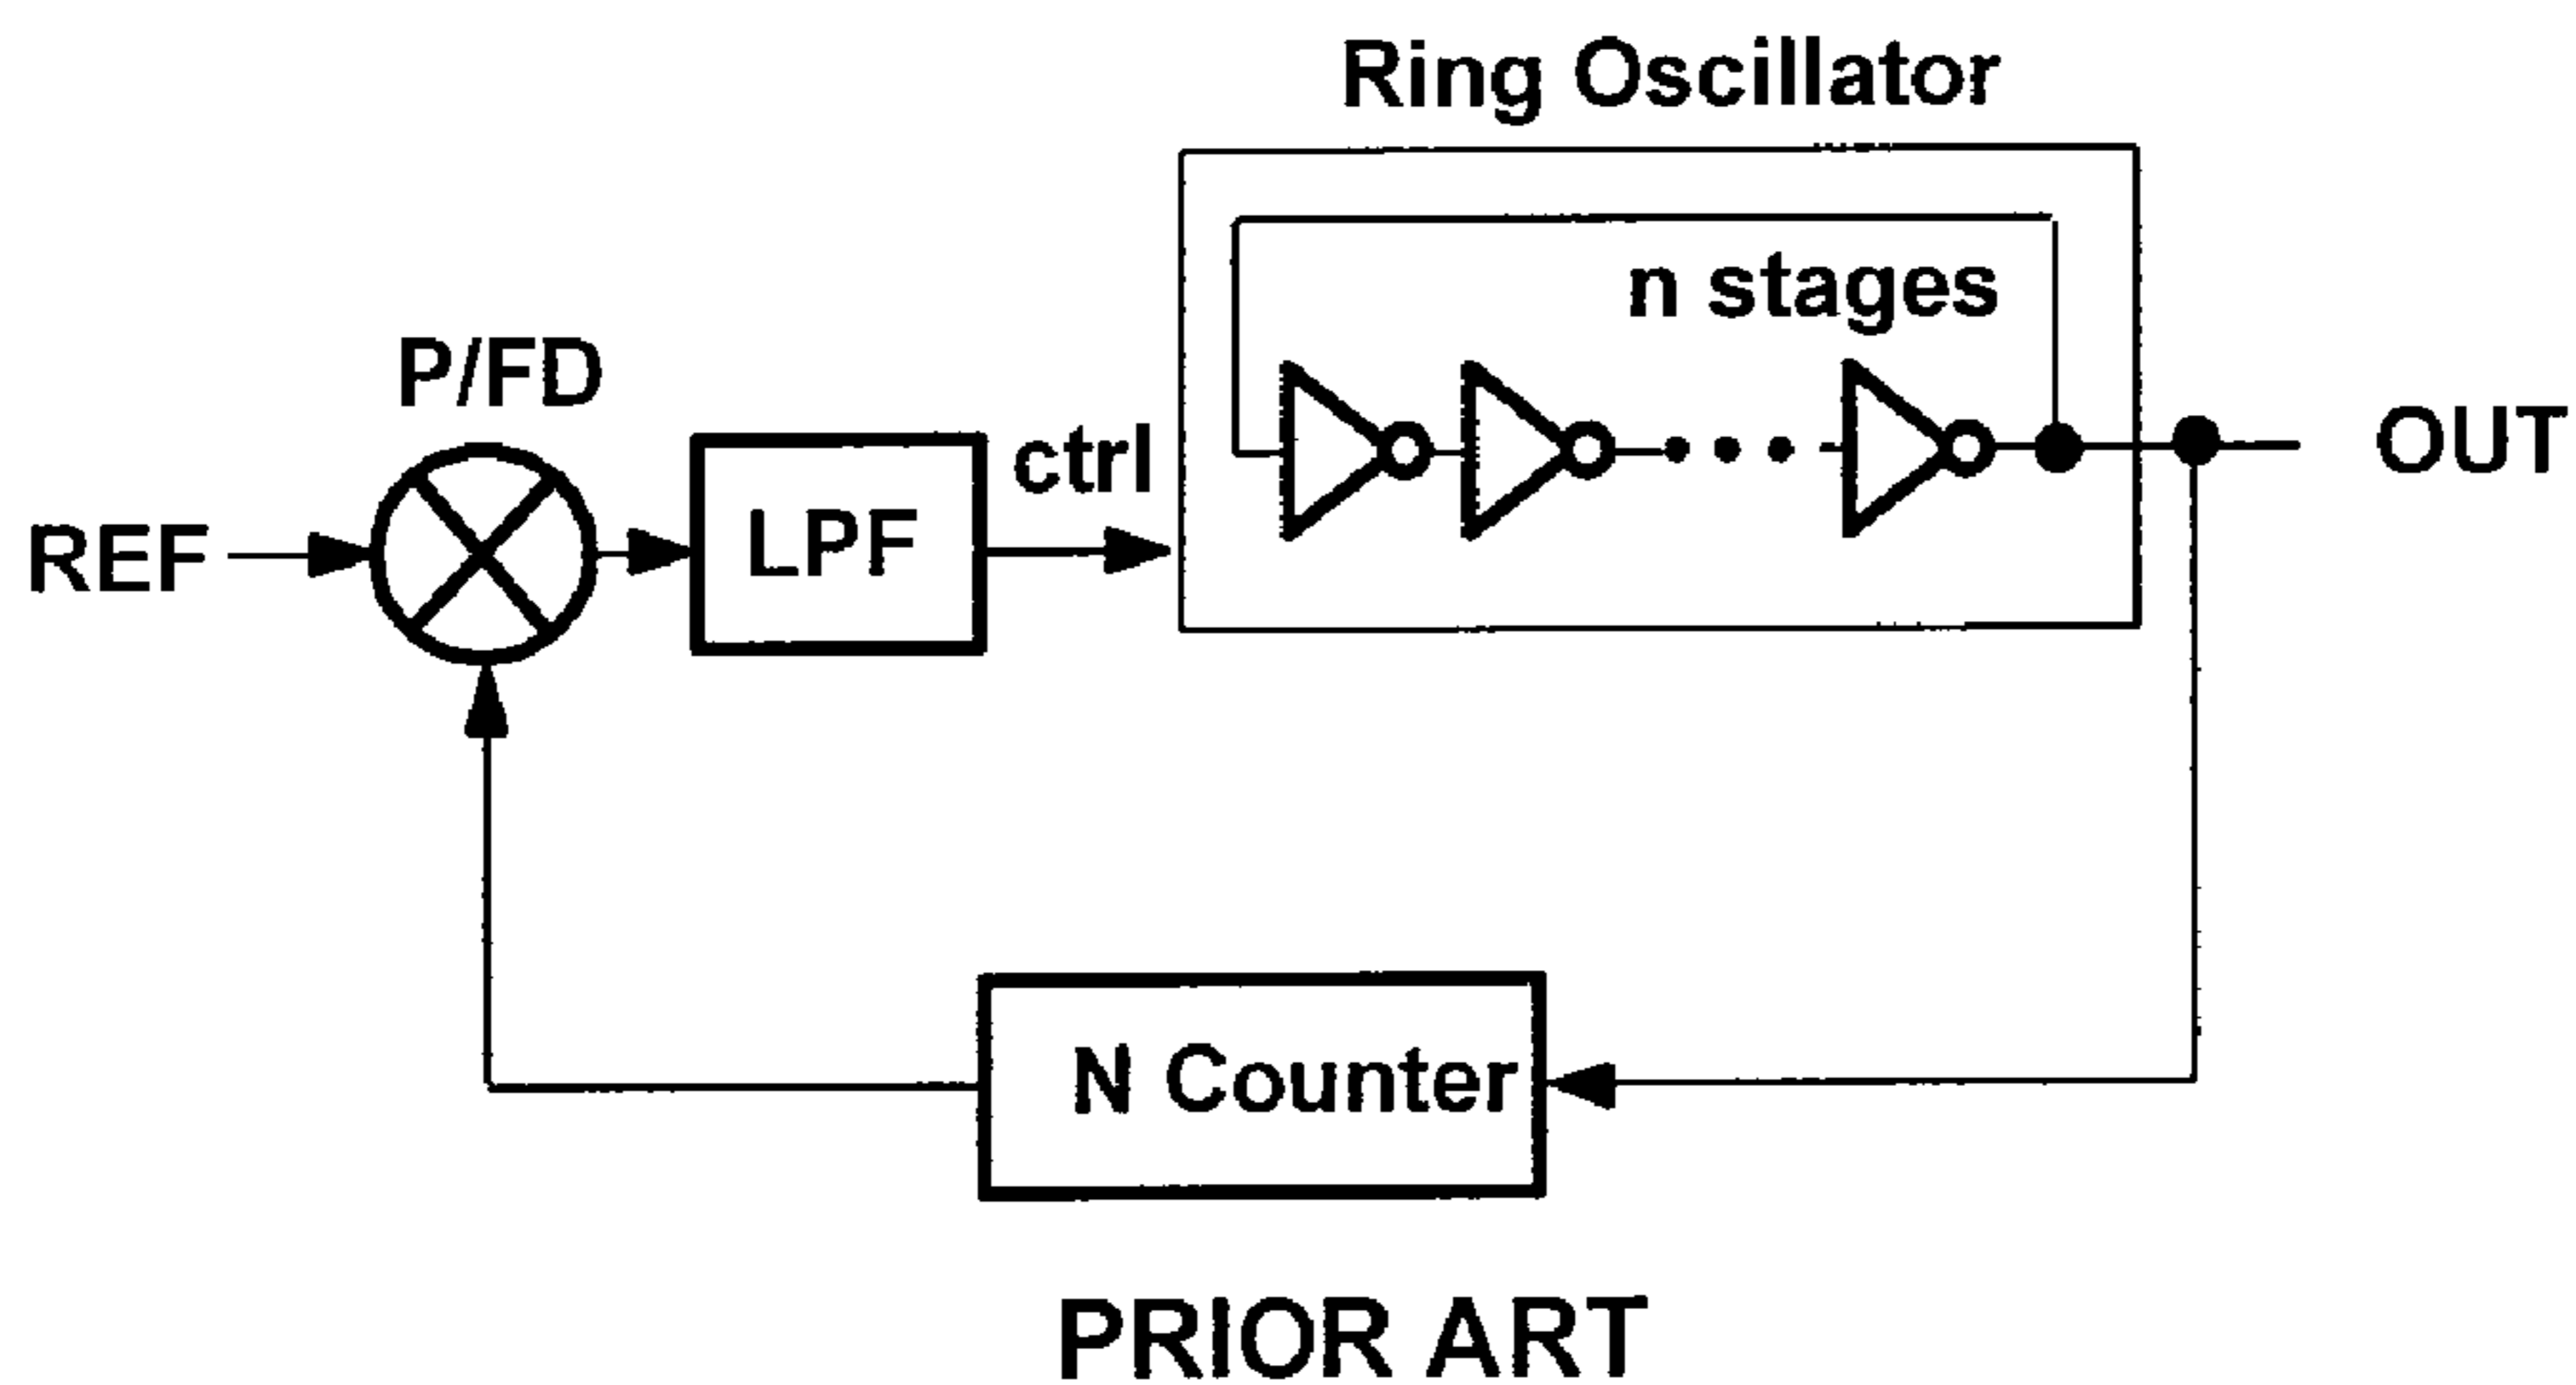 Ring Oscillator
n stages
P/FD
ctrl
OUT
REF
LPF
N Counter
PRIOR ART